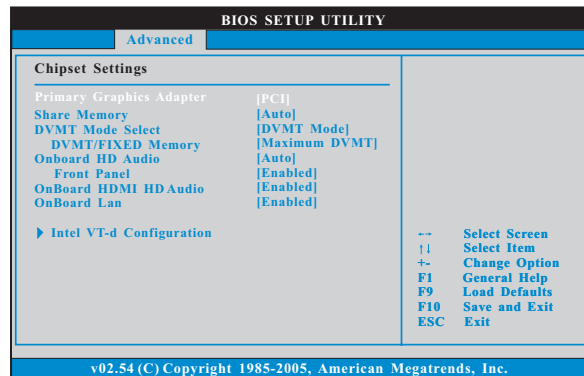 BIOS SETUP UTILITY
Advanced
Chipset Settings
Primary Graphics Adapter [PCI]
Share Memory [Auto]
DVMT Mode Select [DVMT Mode]
DVMT/FIXED Memory [Maximum DVMT]
Onboard HD Audio [Auto]
Front Panel [Enabled]
OnBoard HDMI HD Audio [Enabled]
OnBoard Lan [Enabled]
Intel VT-d Configuration
←→ Select Screen
↑↓ Select Item
+- Change Option
F1 General Help
F9 Load Defaults
F10 Save and Exit
ESC Exit
v02.54 (C) Copyright 1985-2005, American Megatrends, Inc.